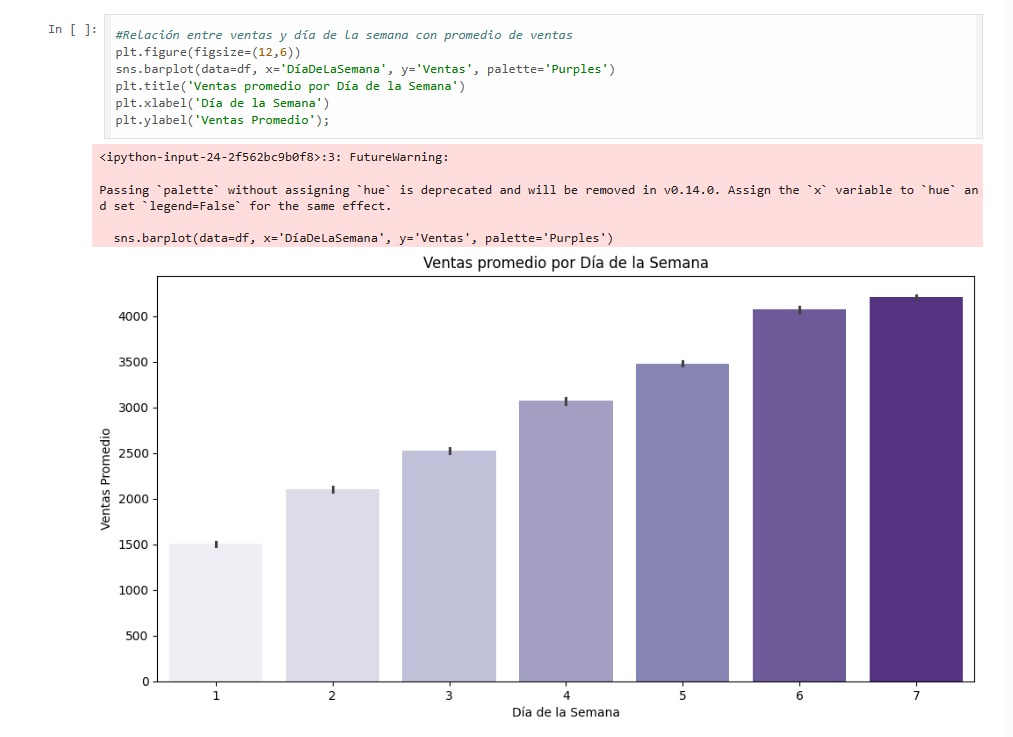 In [ ]:
#Relación entre ventas y día de la semana con promedio de ventas
plt.figure(figsize=(12,6))
sns.barplot(data=df, x='DíaDeLaSemana', y='Ventas', palette='Purples')
plt.title('Ventas promedio por Día de la Semana')
plt.xlabel('Día de la Semana')
plt.ylabel('Ventas Promedio');
<ipython-input-24-2f562bc9b0f8>:3: FutureWarning:
Passing `palette` without assigning `hue` is deprecated and will be removed in v0.14.0. Assign the `x` variable to `hue` an
d set `legend=False` for the same effect.
sns.barplot(data=df, x='DíaDeLaSemana', y='Ventas', palette='Purples')
Ventas promedio por Día de la Semana
Ventas Promedio
4000
3500
3000
2500
2000
1500
1000
500
0
1 2 3 4 5 6 7
Día de la Semana